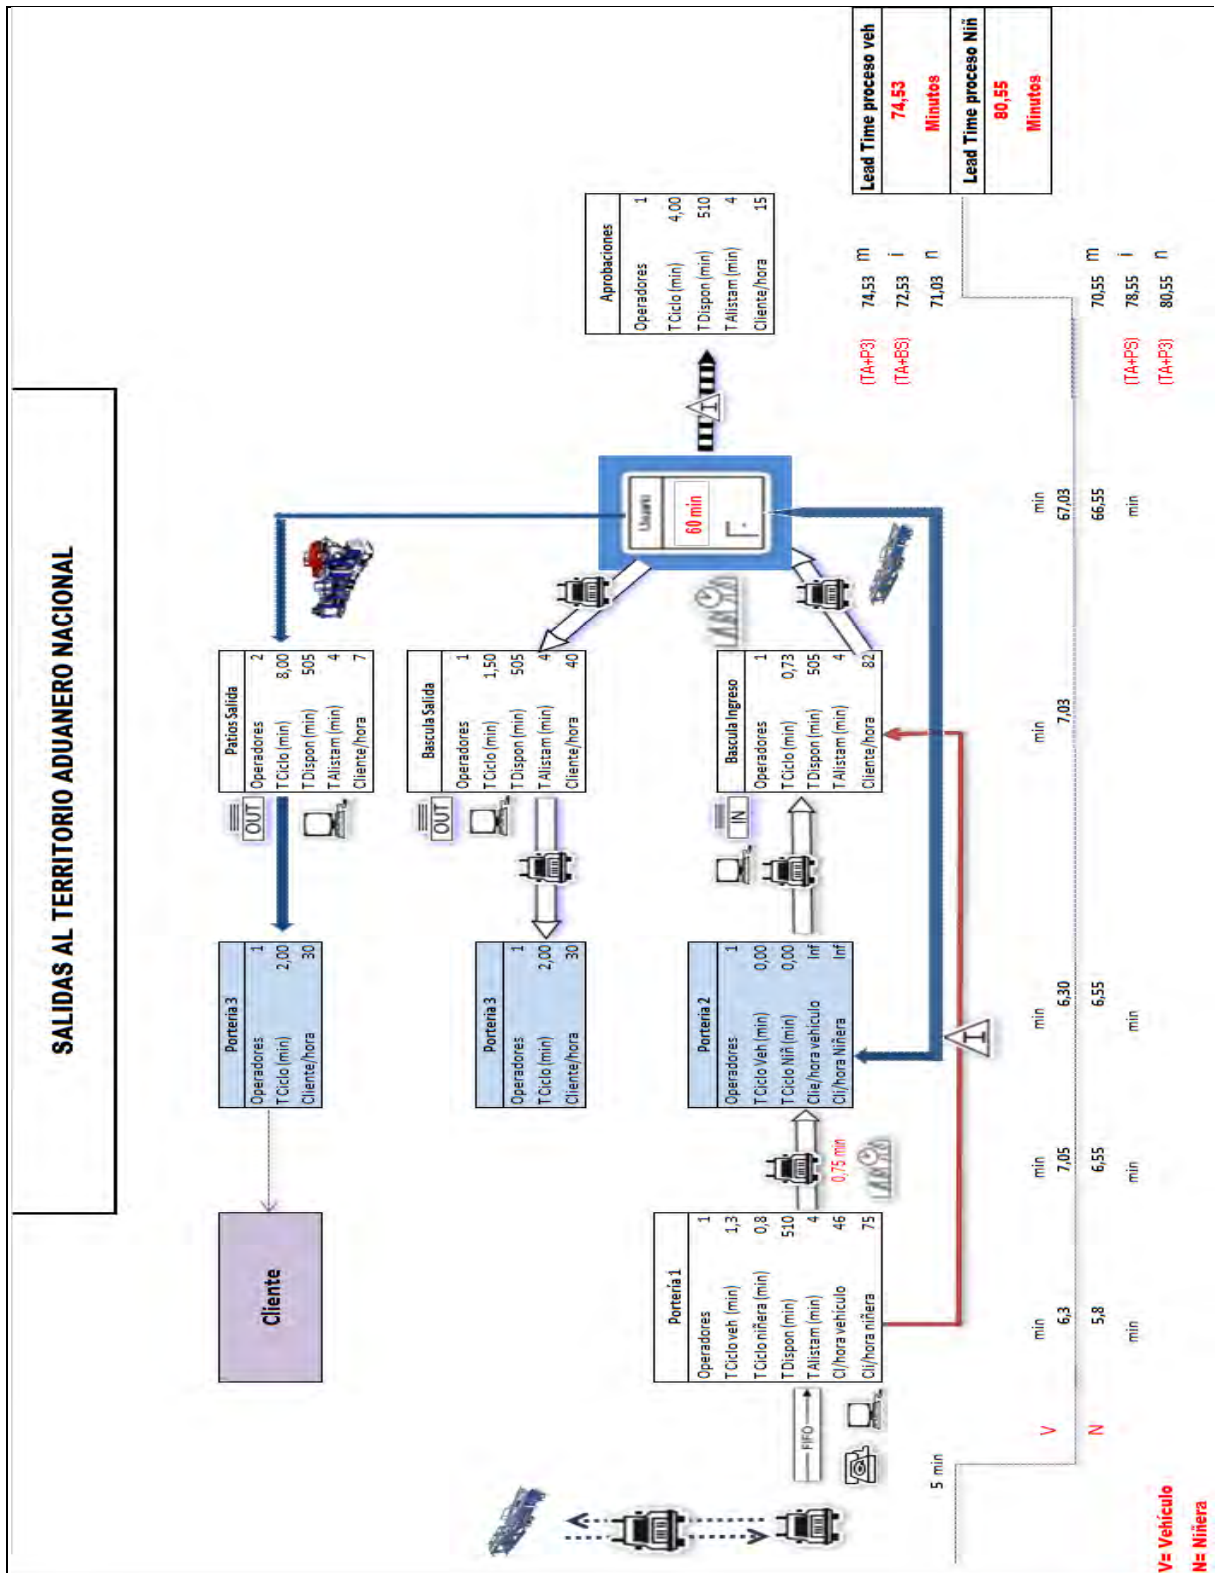 SALIDAS AL TERRITORIO ADUANERO NACIONAL
Cliente
Portería 3
Operadores 1
T Ciclo (min) 2,00
Cliente/hora 30
OUT
Patios Salida
Operadores 2
T Ciclo (min) 8,00
T Dispon (min) 505
T Alistam (min) 4
Cliente/hora 7
Portería 3
Operadores 1
T Ciclo (min) 2,00
Cliente/hora 30
OUT
Bascula Salida
Operadores 1
T Ciclo (min) 1,50
T Dispon (min) 505
T Alistam (min) 4
Cliente/hora 40
Usuario
60 min
I
Aprobaciones
Operadores 1
T Ciclo (min) 4,00
T Dispon (min) 510
T Alistam (min) 4
Cliente/hora 15
FIFO
Portería 1
Operadores 1
T Ciclo veh (min) 1,3
T Ciclo niñera (min) 0,8
T Dispon (min) 510
T Alistam (min) 4
Cl/hora vehículo 46
Cli/hora niñera 75
0,75 min
Portería 2
Operadores 1
T Ciclo Veh (min) 0,00
T Ciclo Niñ (min) 0,00
Clie/hora vehículo Inf
Cli/hora Niñera Inf
IN
Bascula Ingreso
Operadores 1
T Ciclo (min) 0,73
T Dispon (min) 505
T Alistam (min) 4
Cliente/hora 82
I
5 min
min min min min min
V 6,3 7,05 6,30 7,03 67,03
N 5,8 6,55 6,55 66,55
min min min min
(TA+P3) 74,53 m
(TA+BS) 72,53 i
71,03 n
70,55 m
(TA+PS) 78,55 i
(TA+P3) 80,55 n
Lead Time proceso veh
74,53
Minutos
Lead Time proceso Niñ
80,55
Minutos
V= Vehículo
N= Niñera